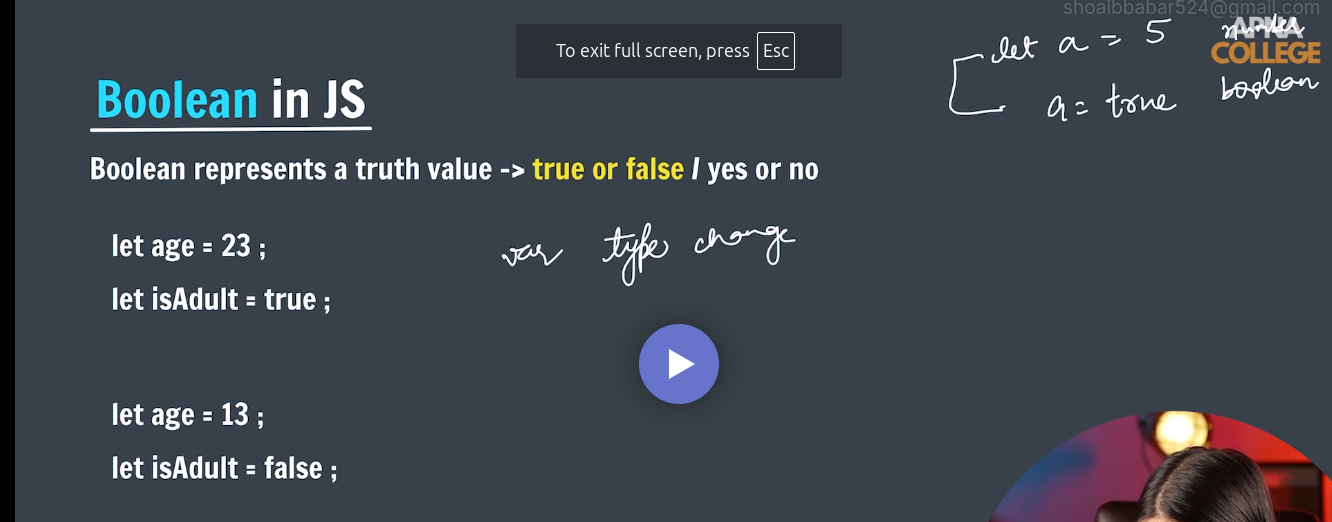 shoaibbabar524@gmail.com
To exit full screen, press Esc
let a = 5 number
APNA
COLLEGE
a = true boolean
Boolean in JS
Boolean represents a truth value -> true or false / yes or no
let age = 23 ;
var type change
let isAdult = true ;
let age = 13 ;
let isAdult = false ;